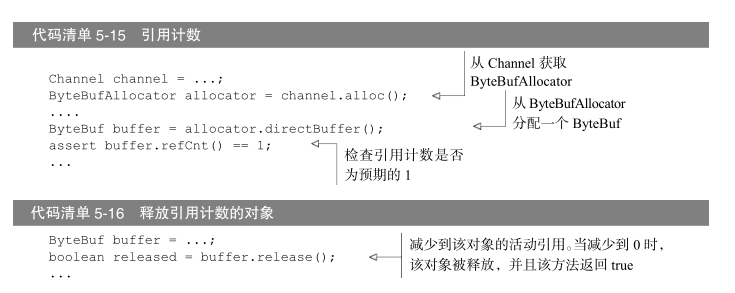 代码清单 5-15 引用计数
从 Channel 获取
ByteBufAllocator
Channel channel = ...;
ByteBufAllocator allocator = channel.alloc();
....
从 ByteBufAllocator
分配一个 ByteBuf
ByteBuf buffer = allocator.directBuffer();
assert buffer.refCnt() == 1;
...
检查引用计数是否
为预期的 1
代码清单 5-16 释放引用计数的对象
ByteBuf buffer = ...;
boolean released = buffer.release();
...
减少到该对象的活动引用。当减少到 0 时，
该对象被释放，并且该方法返回 true